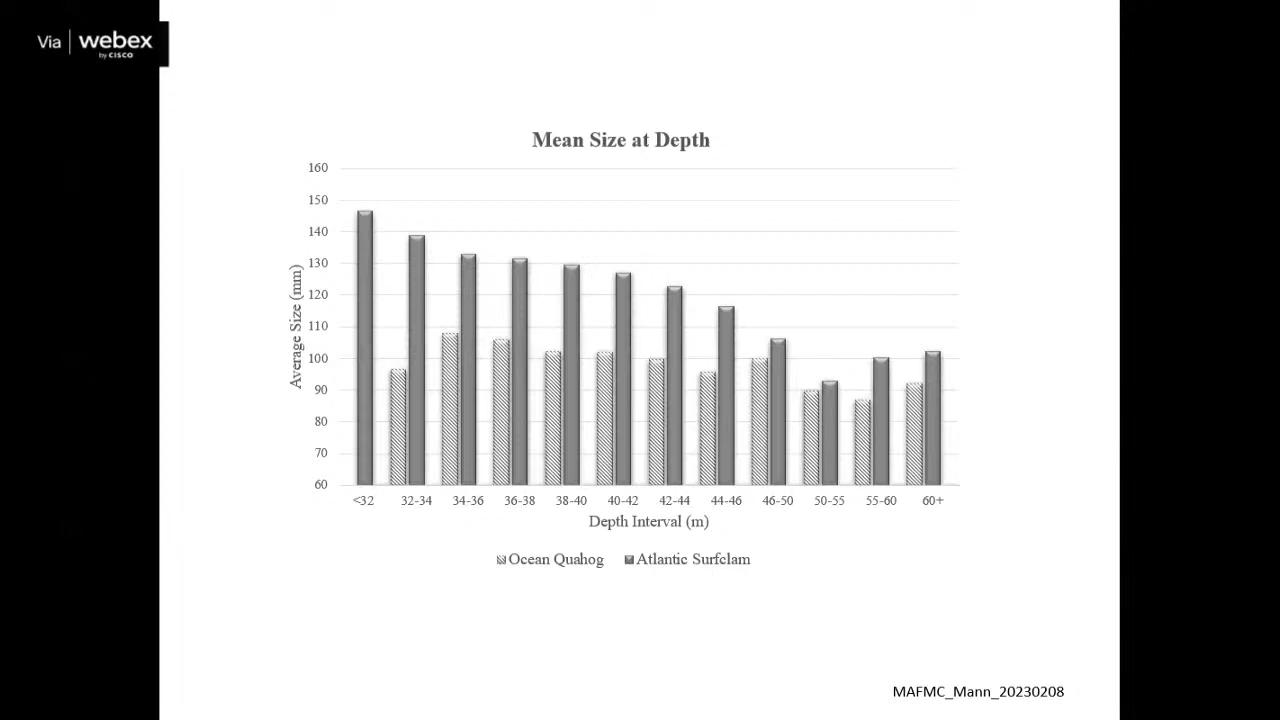 Via webex
by CISCO
Mean Size at Depth
160
150
140
130
120
110
100
90
80
70
60
Average Size (mm)
<32 32-34 34-36 36-38 38-40 40-42 42-44 44-46 46-50 50-55 55-60 60+
Depth Interval (m)
Ocean Quahog Atlantic Surfclam
MAFMC_Mann_20230208